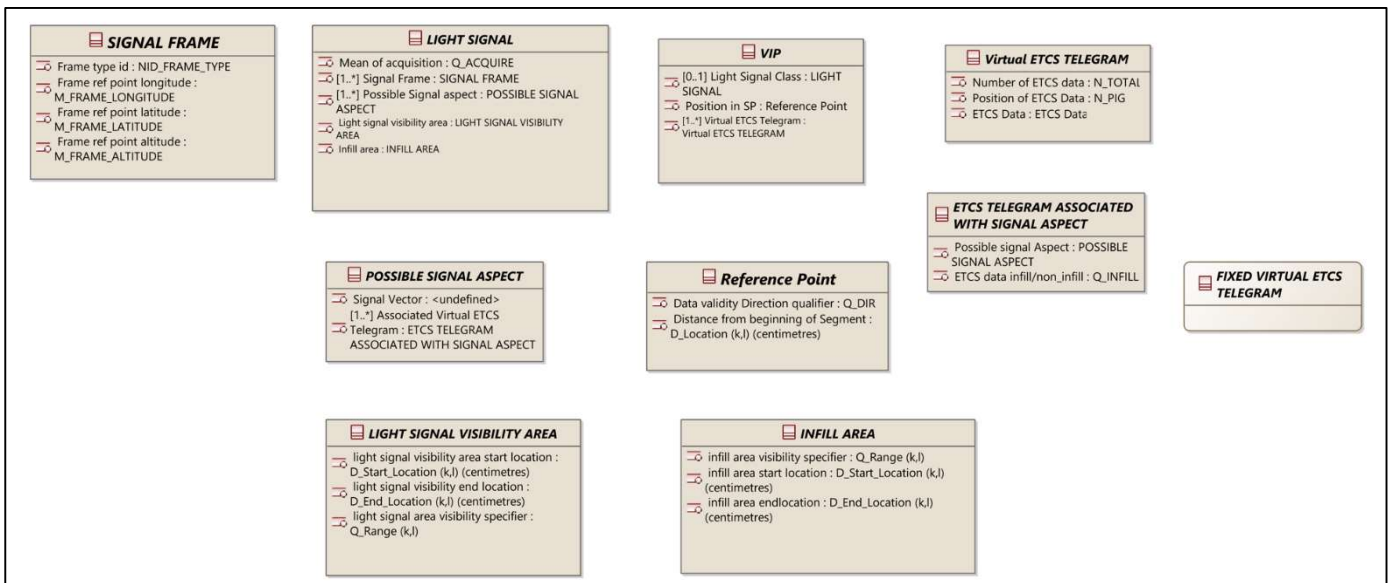 SIGNAL FRAME
Frame type id : NID_FRAME_TYPE
Frame ref point longitude :
M_FRAME_LONGITUDE
Frame ref point latitude :
M_FRAME_LATITUDE
Frame ref point altitude :
M_FRAME_ALTITUDE
LIGHT SIGNAL
Mean of acquisition : Q_ACQUIRE
[1..*] Signal Frame : SIGNAL FRAME
[1..*] Possible Signal aspect : POSSIBLE SIGNAL
ASPECT
Light signal visibility area : LIGHT SIGNAL VISIBILITY
AREA
Infill area : INFILL AREA
VIP
[0..1] Light Signal Class : LIGHT
SIGNAL
Position in SP : Reference Point
[1..*] Virtual ETCS Telegram :
Virtual ETCS TELEGRAM
Virtual ETCS TELEGRAM
Number of ETCS data : N_TOTAL
Position of ETCS Data : N_PIG
ETCS Data : ETCS Data
ETCS TELEGRAM ASSOCIATED
WITH SIGNAL ASPECT
Possible signal Aspect : POSSIBLE
SIGNAL ASPECT
ETCS data infill/non_infill : Q_INFILL
POSSIBLE SIGNAL ASPECT
Signal Vector : <undefined>
[1..*] Associated Virtual ETCS
Telegram : ETCS TELEGRAM
ASSOCIATED WITH SIGNAL ASPECT
Reference Point
Data validity Direction qualifier : Q_DIR
Distance from beginning of Segment :
D_Location (k,l) (centimetres)
FIXED VIRTUAL ETCS
TELEGRAM
LIGHT SIGNAL VISIBILITY AREA
light signal visibility area start location :
D_Start_Location (k,l) (centimetres)
light signal visibility end location :
D_End_Location (k,l) (centimetres)
light signal area visibility specifier :
Q_Range (k,l)
INFILL AREA
infill area visibility specifier : Q_Range (k,l)
infill area start location : D_Start_Location (k,l)
(centimetres)
infill area endlocation : D_End_Location (k,l)
(centimetres)